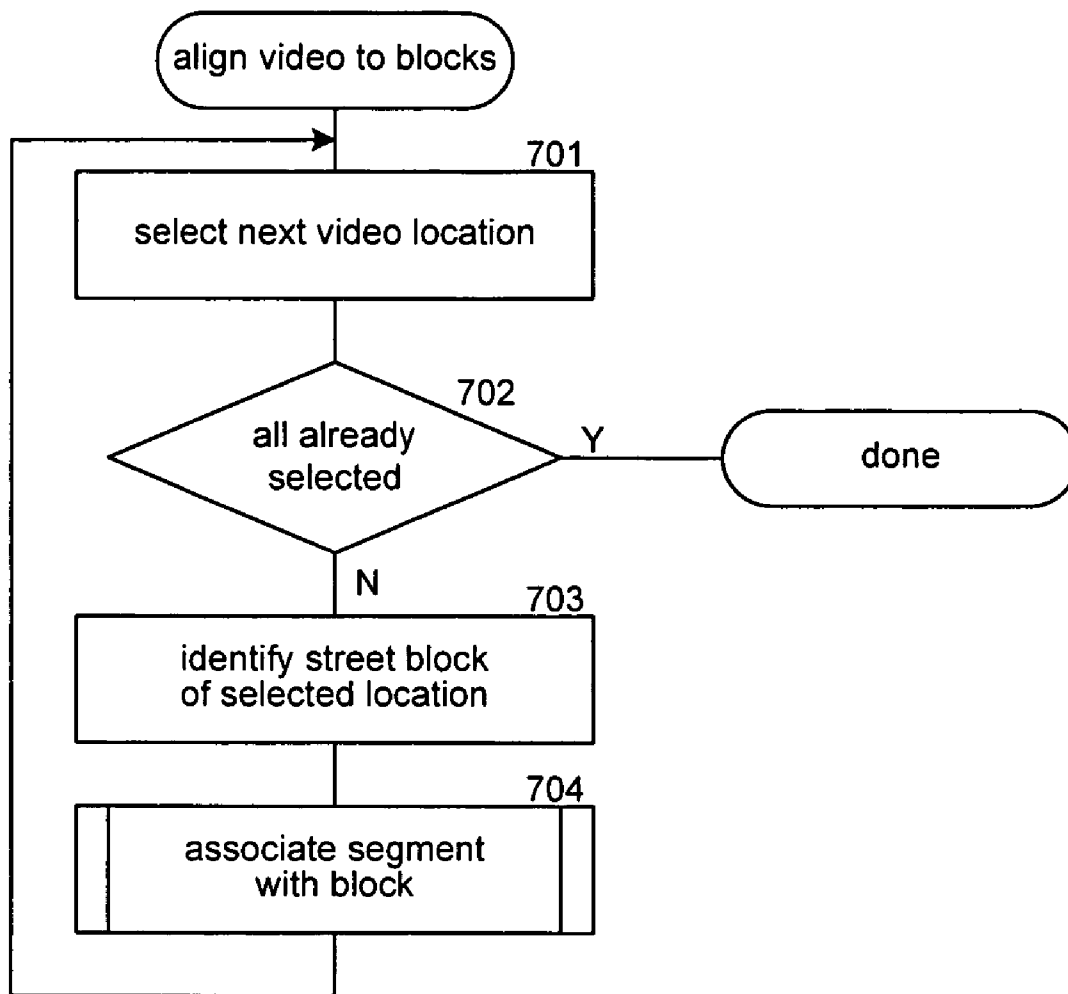 align video to blocks
701
select next video location
702
all already
selected
Y
done
N
703
identify street block
of selected location
704
associate segment
with block